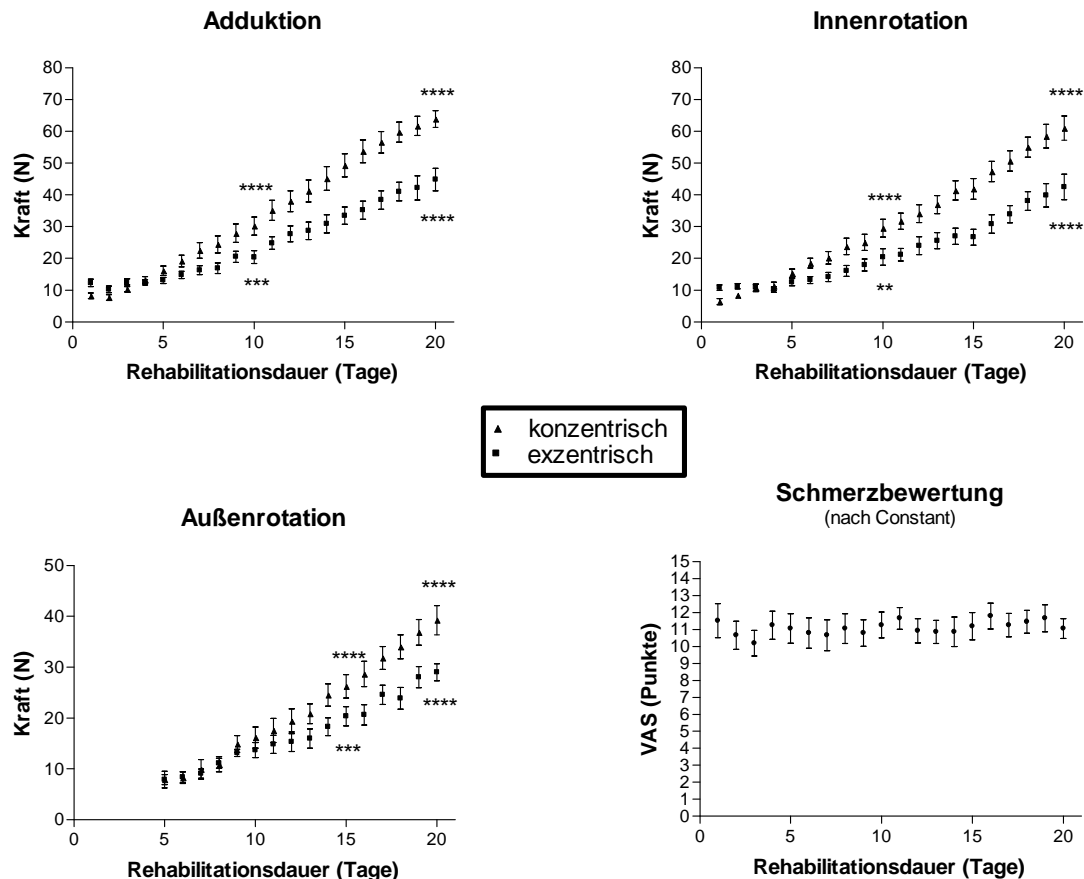 Adduktion
80
70
60
50
40
30
20
10
0
Kraft (N)
****
****
****
***
0 5 10 15 20
Rehabilitationsdauer (Tage)
Innenrotation
80
70
60
50
40
30
20
10
0
Kraft (N)
****
****
****
**
0 5 10 15 20
Rehabilitationsdauer (Tage)
konzentrisch
exzentrisch
Außenrotation
50
40
30
20
10
0
Kraft (N)
****
****
****
***
0 5 10 15 20
Rehabilitationsdauer (Tage)
Schmerzbewertung
(nach Constant)
15
14
13
12
11
10
9
8
7
6
5
4
3
2
1
0
VAS (Punkte)
0 5 10 15 20
Rehabilitationsdauer (Tage)